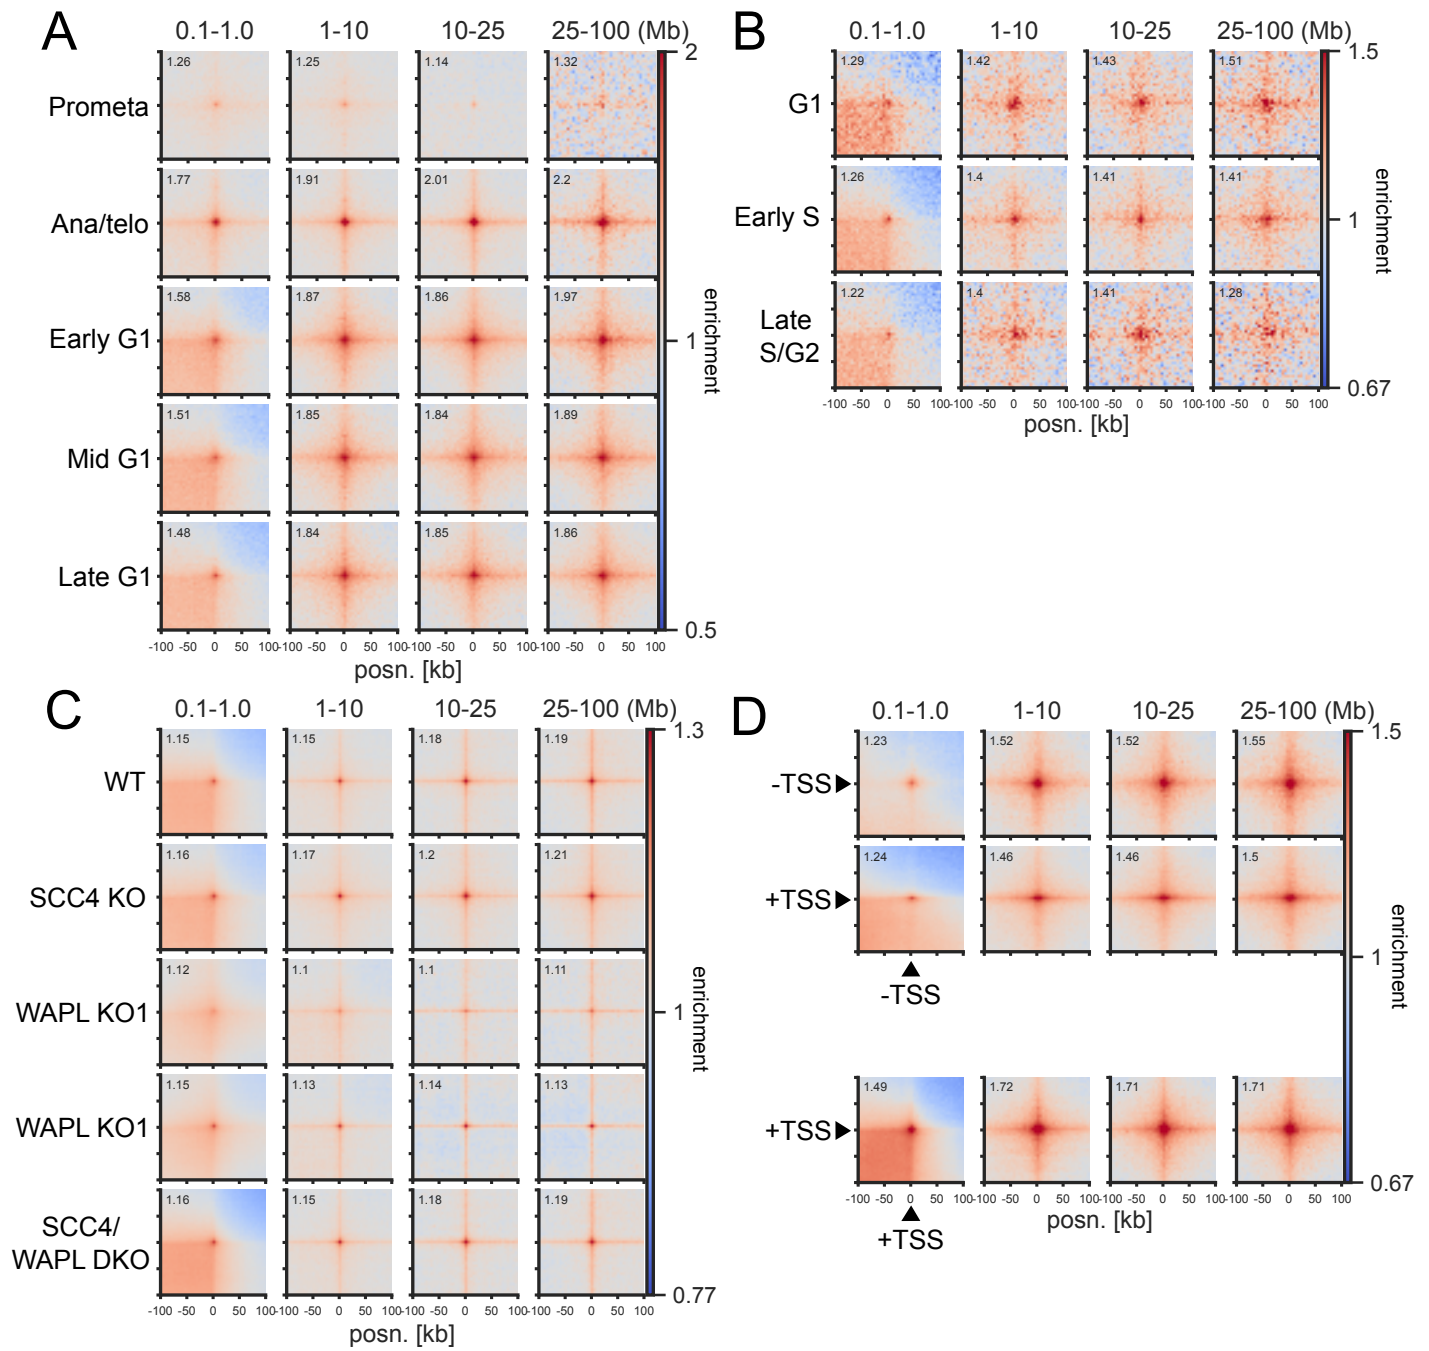 A
0.1-1.0 1-10 10-25 25-100 (Mb)
Prometa 1.26 1.25 1.14 1.32
Ana/telo 1.77 1.91 2.01 2.2
Early G1 1.58 1.87 1.86 1.97
Mid G1 1.51 1.85 1.84 1.89
Late G1 1.48 1.84 1.85 1.86
-100 -50 0 50 100 -100 -50 0 50 100 -100 -50 0 50 100 -100 -50 0 50 100
posn. [kb]
2
1
0.5
enrichment
B
0.1-1.0 1-10 10-25 25-100 (Mb)
G1 1.29 1.42 1.43 1.51
Early S 1.26 1.4 1.41 1.41
Late
S/G2 1.22 1.4 1.41 1.28
-100 -50 0 50 100 -100 -50 0 50 100 -100 -50 0 50 100 -100 -50 0 50 100
posn. [kb]
1.5
1
0.67
enrichment
C
0.1-1.0 1-10 10-25 25-100 (Mb)
WT 1.15 1.15 1.18 1.19
SCC4 KO 1.16 1.17 1.2 1.21
WAPL KO1 1.12 1.1 1.1 1.11
WAPL KO1 1.15 1.13 1.14 1.13
SCC4/
WAPL DKO 1.16 1.15 1.18 1.19
-100 -50 0 50 100 -100 -50 0 50 100 -100 -50 0 50 100 -100 -50 0 50 100
posn. [kb]
1.3
1
0.77
enrichment
D
0.1-1.0 1-10 10-25 25-100 (Mb)
-TSS 1.23 1.52 1.52 1.55
+TSS 1.24 1.46 1.46 1.5
-TSS
+TSS 1.49 1.72 1.71 1.71
-100 -50 0 50 100 -100 -50 0 50 100 -100 -50 0 50 100 -100 -50 0 50 100
+TSS
posn. [kb]
1.5
1
0.67
enrichment